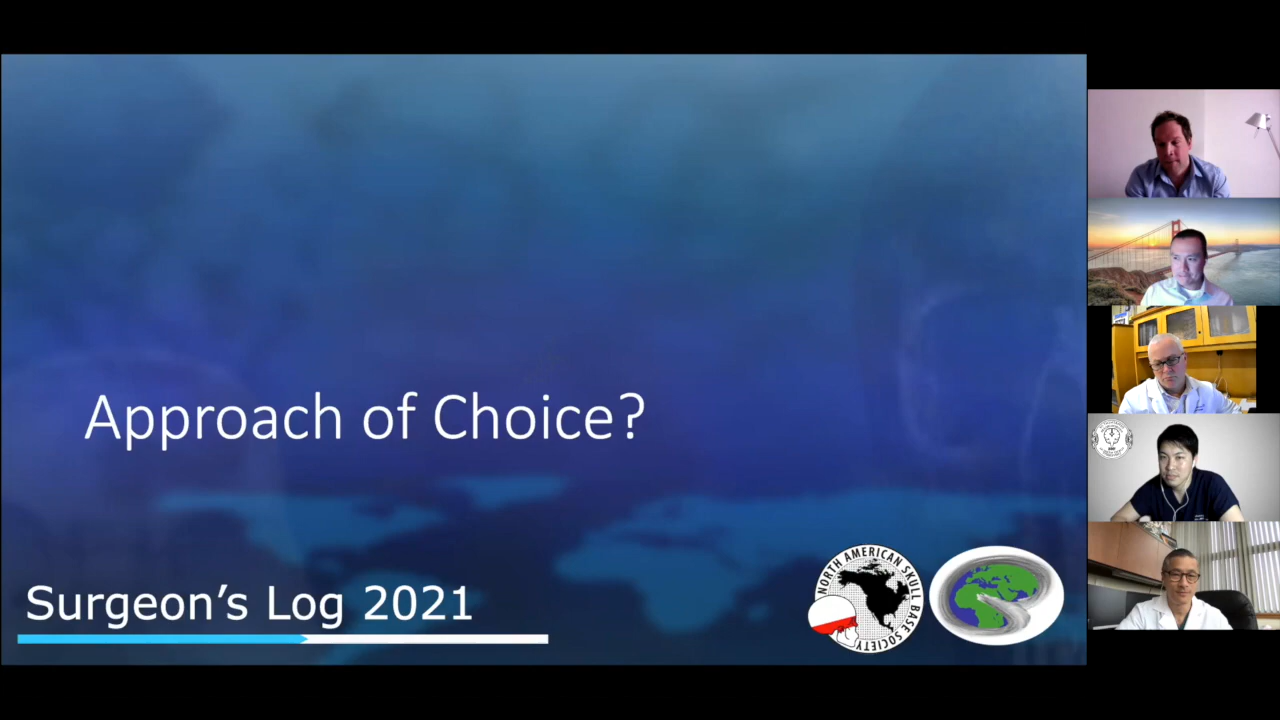 Approach of Choice?
Surgeon's Log 2021
NORTH AMERICAN SKULL BASE SOCIETY